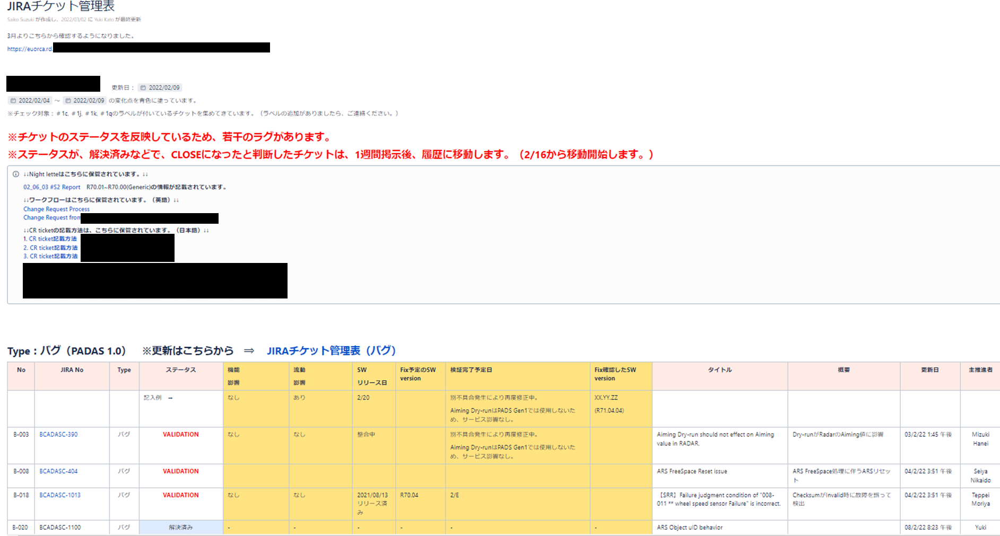 JIRAチケット管理表
Saiko Suzuki が作成し、2022/03/02 に Yuki Kato が最終更新
3月よりこちらから確認するようになりました。
https://euorca.rd.
更新日： 2022/02/09
2022/02/04 ～ 2022/02/09 の変化点を青色に塗っています。
※チェック対象：＃1c, ＃1j, ＃1k, ＃1qのラベルが付いているチケットを集めてきています。（ラベルの追加がありましたら、ご連絡ください。）
※チケットのステータスを反映しているため、若干のラグがあります。
※ステータスが、解決済みなどで、CLOSEになったと判断したチケットは、1週間掲示後、履歴に移動します。（2/16から移動開始します。）
↓↓Night letteはこちらに保管されています。↓↓
02_06_03 #S2 Report R70.01~R70.00(Generic)の情報が記載されています。
↓↓ワークフローはこちらに保管されています。（英語）↓↓
Change Request Process
Change Request from
↓↓CR ticketの記載方法は、こちらに保管されています。（日本語）↓↓
1. CR ticket記載方法
2. CR ticket記載方法
3. CR ticket記載方法
Type：バグ（PADAS 1.0） ※更新はこちらから ⇒ JIRAチケット管理表（バグ）
No JIRA No Type ステータス 機能 流動 SW Fix予定のSW 検証完了予定日 Fix確認したSW タイトル 概要 更新日 主推進者
影響 影響 リリース日 version version
記入例 → なし あり 2/20 別不具合発生により再度修正中。 XX.YY.ZZ
Aiming Dry-runはPADS Gen1では使用しないた (R71.04.04)
め、サービス影響なし。
B-003 BCADASC-390 バグ VALIDATION なし なし 整合中 別不具合発生により再度修正中。 Aiming Dry-run should not effect on Aiming Dry-runがRadarのAiming値に影響 03/2/22 1:45 午後 Mizuki
value in RADAR. Hanei
Aiming Dry-runはPADS Gen1では使用しないた
め、サービス影響なし。
B-008 BCADASC-404 バグ VALIDATION ARS FreeSpace Reset issue ARS FreeSpace処理に伴うARSリセッ 04/2/22 3:51 午後 Seiya
ト Nikaido
B-018 BCADASC-1013 バグ VALIDATION なし なし 2021/08/13 R70.04 2/E 【SRR】Failure judgment condition of "008- ChecksumがInvalid時に故障を誤って 04/2/22 3:51 午後 Teppei
リリース済 011 ** wheel speed sensor Failure" is incorrect. 検出 Moriya
み
B-020 BCADASC-1100 バグ 解決済み - - - - - - ARS Object uID behavior 08/2/22 8:23 午後 Yuki